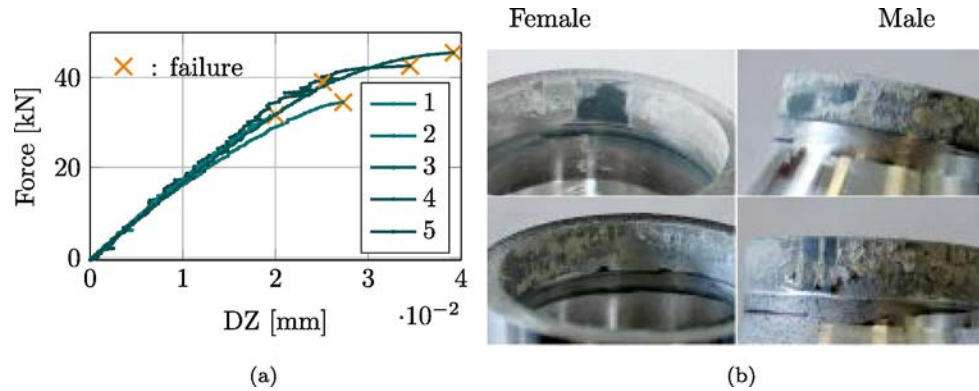 Female Male
: failure
40
20
0
Force [kN]
1
2
3
4
5
0 1 2 3 4
·10⁻²
DZ [mm]
(a) (b)